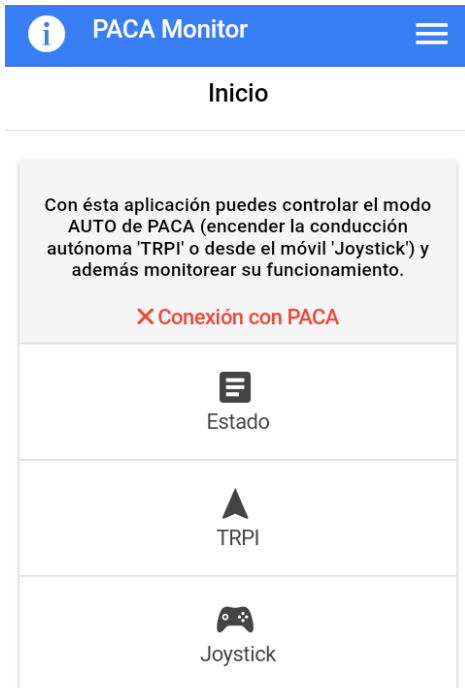 PACA Monitor
Inicio
Con ésta aplicación puedes controlar el modo
AUTO de PACA (encender la conducción
autónoma 'TRPI' o desde el móvil 'Joystick') y
además monitorear su funcionamiento.
Conexión con PACA
Estado
TRPI
Joystick